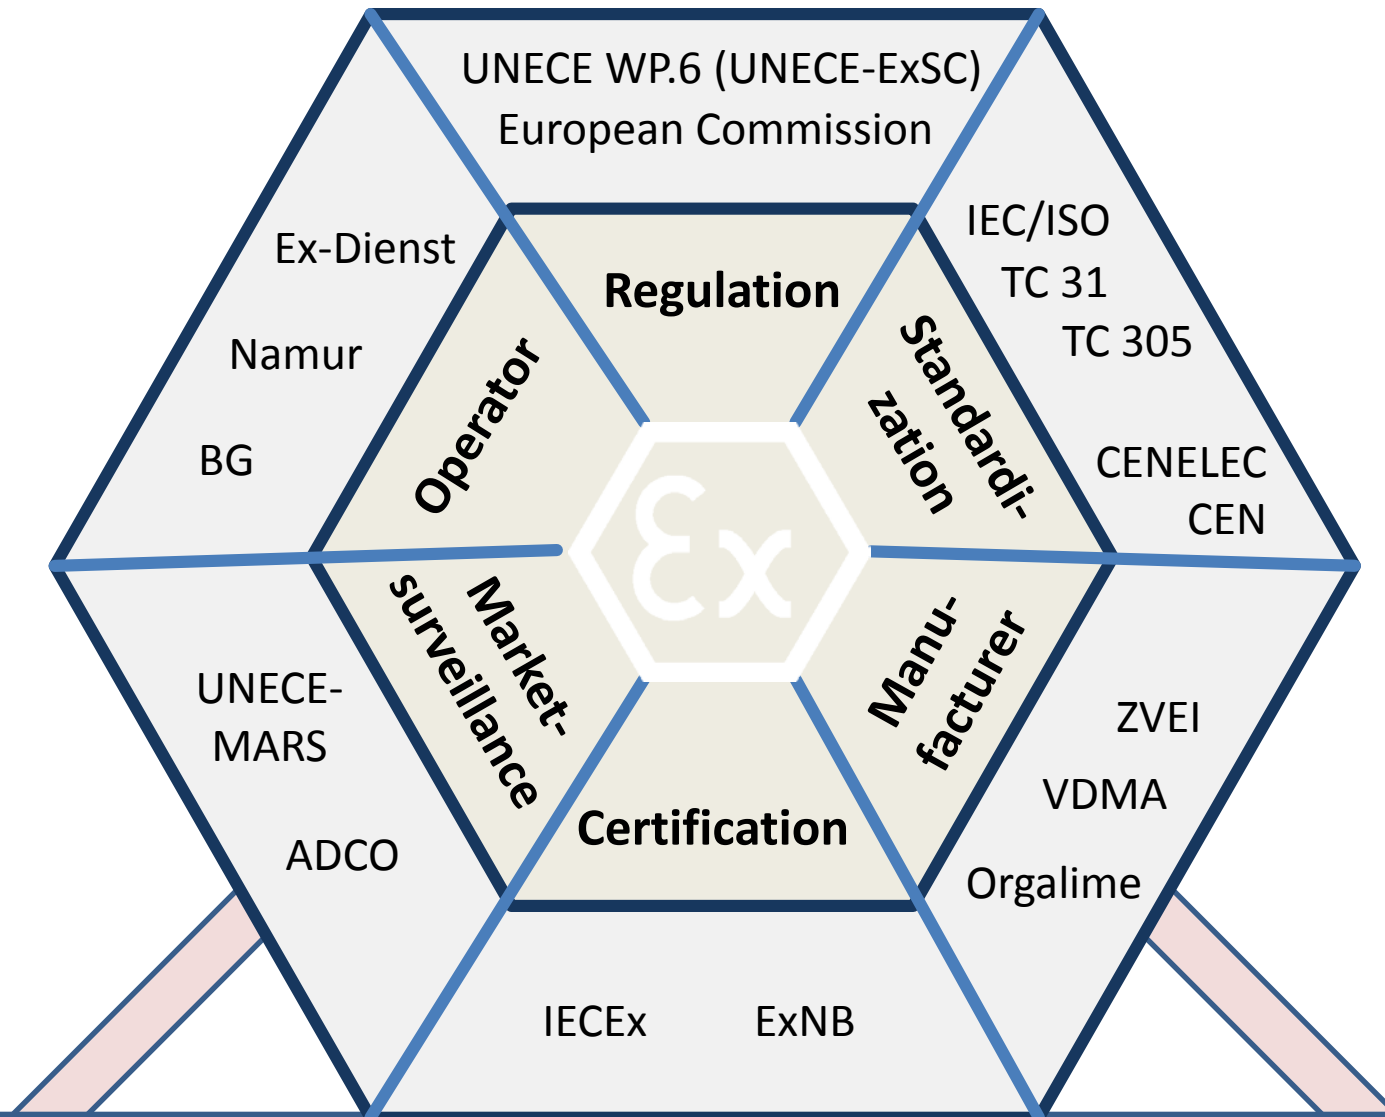 UNECE WP.6 (UNECE-ExSC)
European Commission
Regulation
IEC/ISO
TC 31
TC 305
CENELEC
CEN
Standardi-
zation
ZVEI
VDMA
Orgalime
Manu-
facturer
Certification
IECEx
ExNB
UNECE-
MARS
ADCO
Market-
surveillance
Ex-Dienst
Namur
BG
Operator
Ex